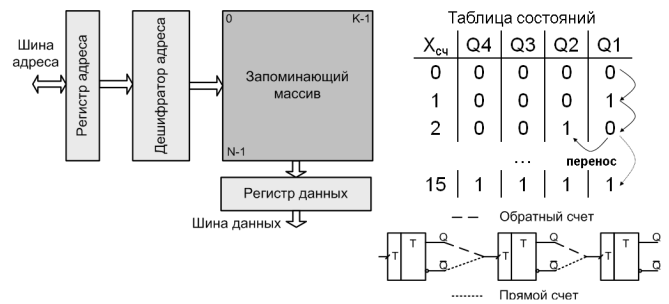 Шина
адреса
Регистр адреса
Дешифратор адреса
0 K-1
Запоминающий
массив
N-1
Регистр данных
Шина данных
Таблица состояний
Xсч Q4 Q3 Q2 Q1
0 0 0 0 0
1 0 0 0 1
2 0 0 1 0
... перенос
15 1 1 1 1
Обратный счет
T T Q Q T T Q Q T T Q Q
Прямой счет